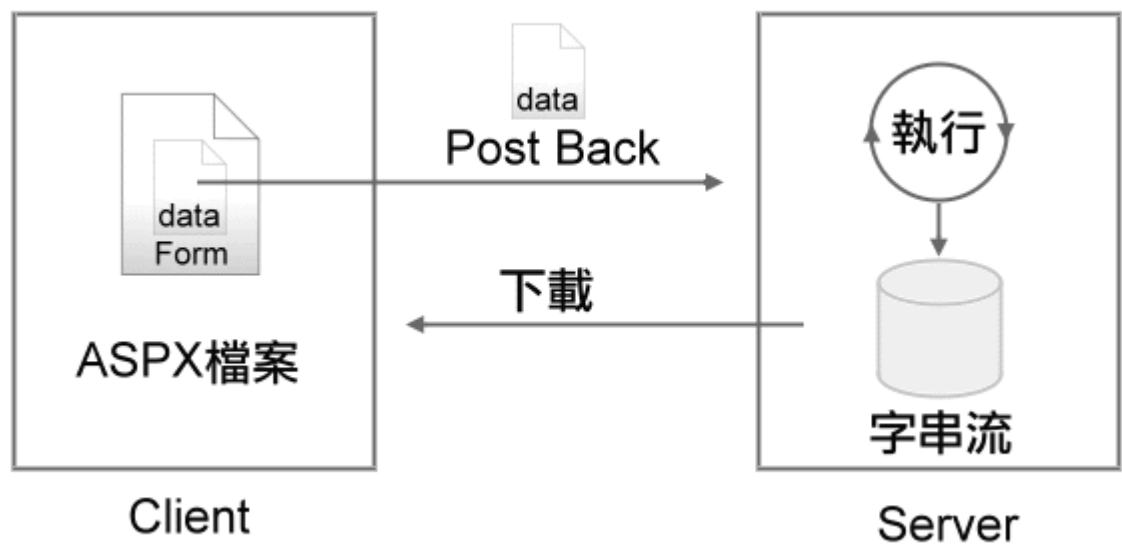 data
Form
ASPX檔案
Client
data
Post Back
下載
執行
字串流
Server